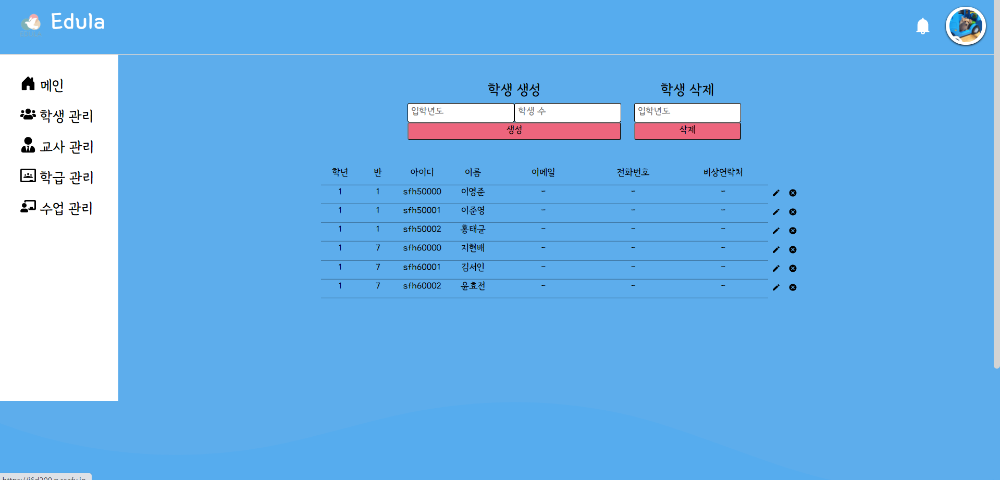 Edula
메인
학생 관리
교사 관리
학급 관리
수업 관리
학생 생성 학생 삭제
입학년도 학생 수 입학년도
생성 삭제
학년 반 아이디 이름 이메일 전화번호 비상연락처
1 1 sfh50000 이영준 - - -
1 1 sfh50001 이준영 - - -
1 1 sfh50002 홍태균 - - -
1 7 sfh60000 지현배 - - -
1 7 sfh60001 김서인 - - -
1 7 sfh60002 윤효전 - - -